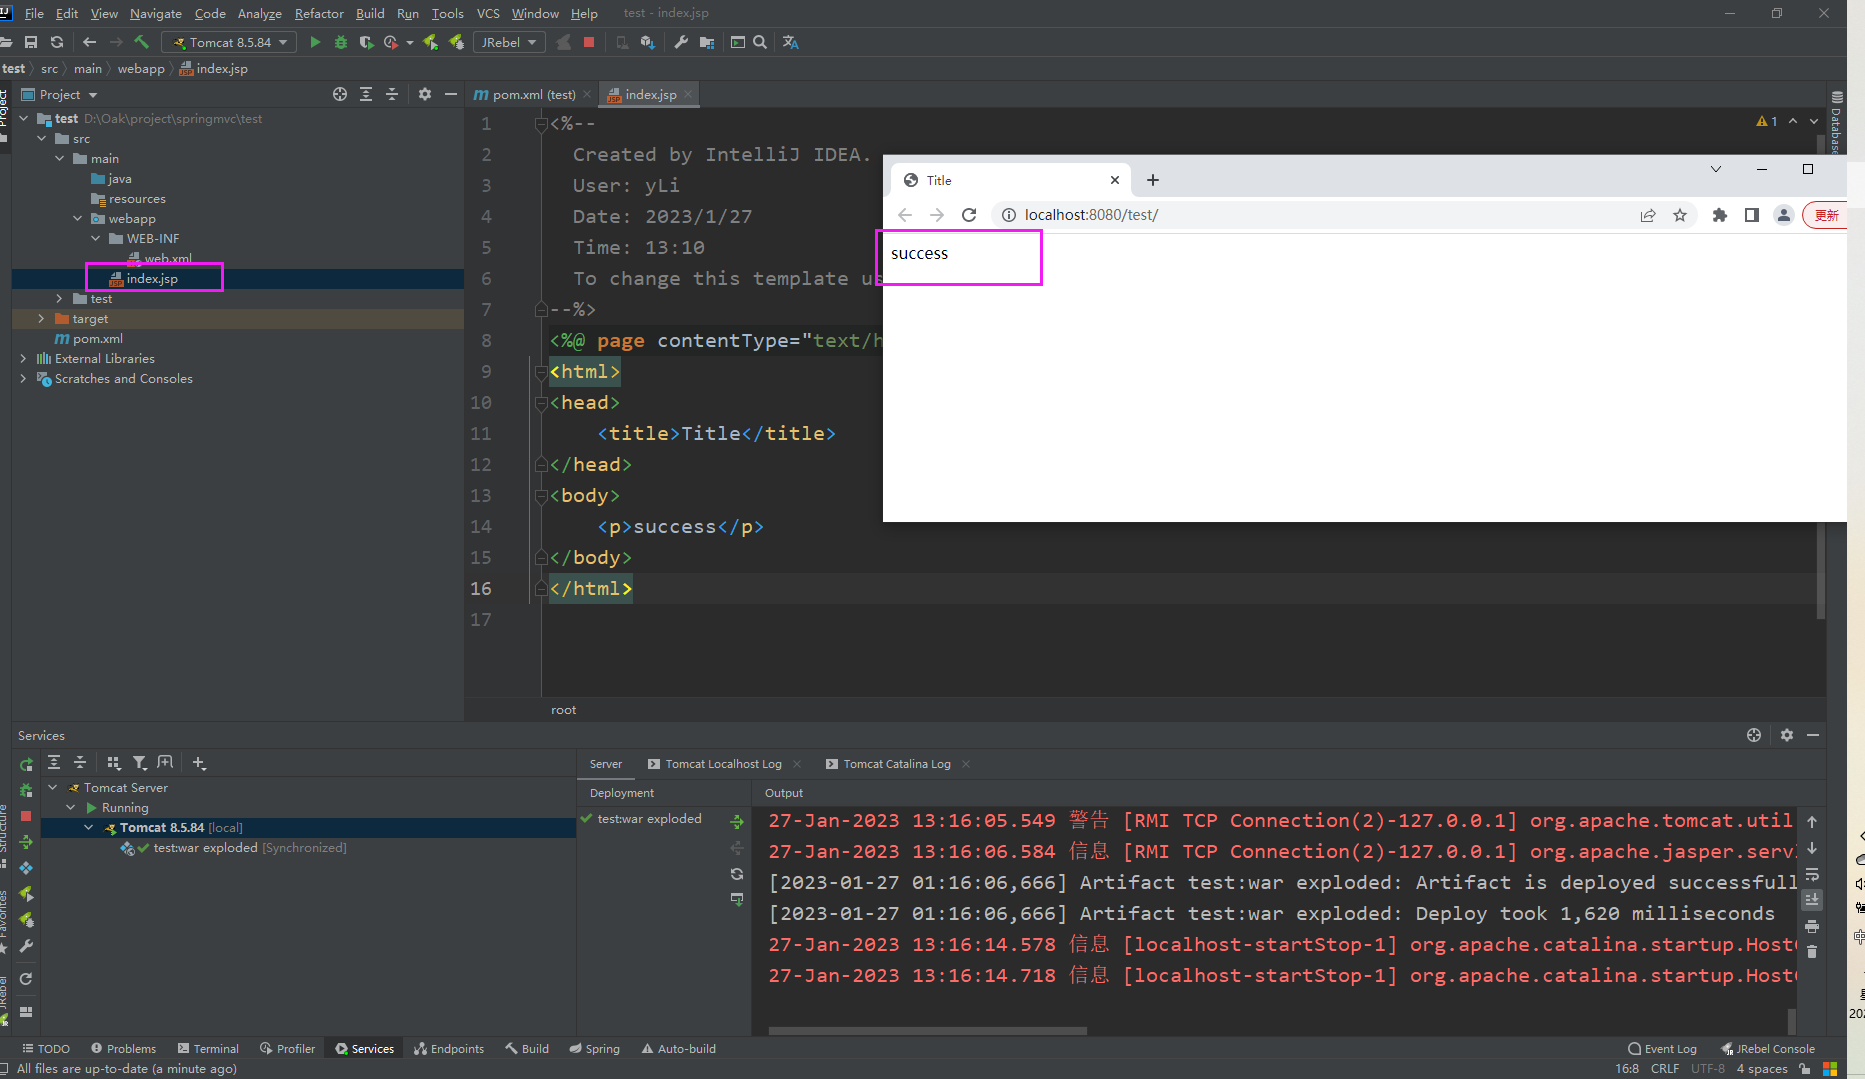 File Edit View Navigate Code Analyze Refactor Build Run Tools VCS Window Help test - index.jsp
Tomcat 8.5.84 JRebel
test src main webapp index.jsp
Project
pom.xml (test) index.jsp
Project
Database
test D:\Oak\project\springmvc\test
src
main
java
resources
webapp
WEB-INF
web.xml
index.jsp
test
target
pom.xml
External Libraries
Scratches and Consoles
1
1 <%--
2 Created by IntelliJ IDEA.
3 User: yLi
4 Date: 2023/1/27
5 Time: 13:10
6 To change this template us
7 --%>
8 <%@ page contentType="text/h
9 <html>
10 <head>
11 <title>Title</title>
12 </head>
13 <body>
14 <p>success</p>
15 </body>
16 </html>
17
root
Title
localhost:8080/test/
更新
success
Services
Server Tomcat Localhost Log Tomcat Catalina Log
Tomcat Server
Running
Tomcat 8.5.84 [local]
test:war exploded [Synchronized]
Deployment Output
test:war exploded
27-Jan-2023 13:16:05.549 警告 [RMI TCP Connection(2)-127.0.0.1] org.apache.tomcat.util
27-Jan-2023 13:16:06.584 信息 [RMI TCP Connection(2)-127.0.0.1] org.apache.jasper.serv
[2023-01-27 01:16:06,666] Artifact test:war exploded: Artifact is deployed successfull
[2023-01-27 01:16:06,666] Artifact test:war exploded: Deploy took 1,620 milliseconds
27-Jan-2023 13:16:14.578 信息 [localhost-startStop-1] org.apache.catalina.startup.Host
27-Jan-2023 13:16:14.718 信息 [localhost-startStop-1] org.apache.catalina.startup.Host
Structure
Favorites
JRebel
TODO Problems Terminal Profiler Services Endpoints Build Spring Auto-build Event Log JRebel Console
All files are up-to-date (a minute ago) 16:8 CRLF UTF-8 4 spaces